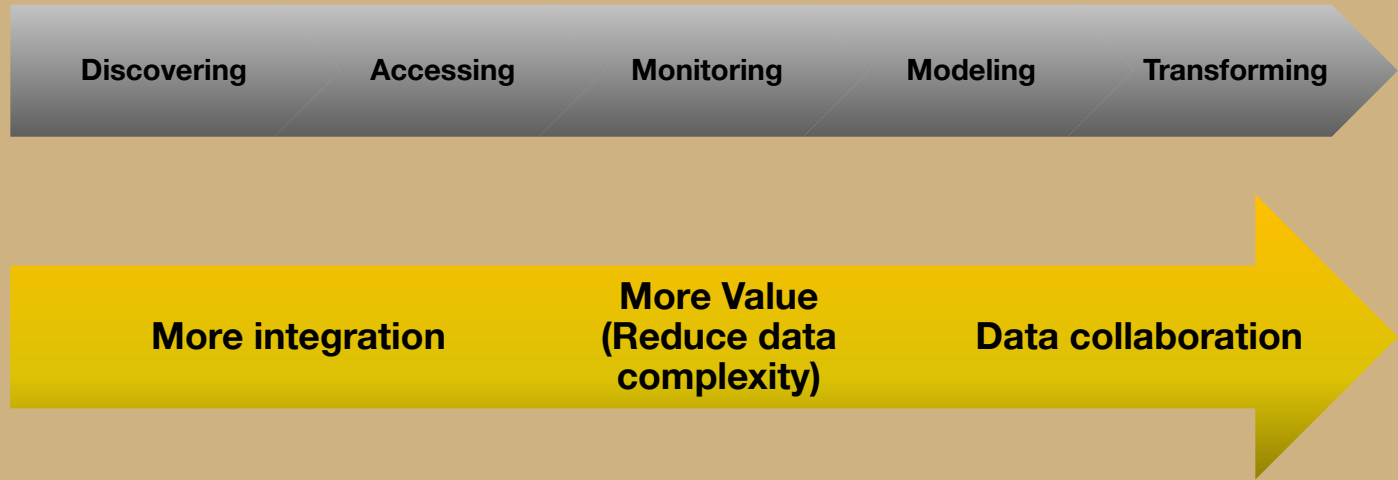 Discovering
Accessing
Monitoring
Modeling
Transforming
More integration
More Value
(Reduce data
complexity)
Data collaboration